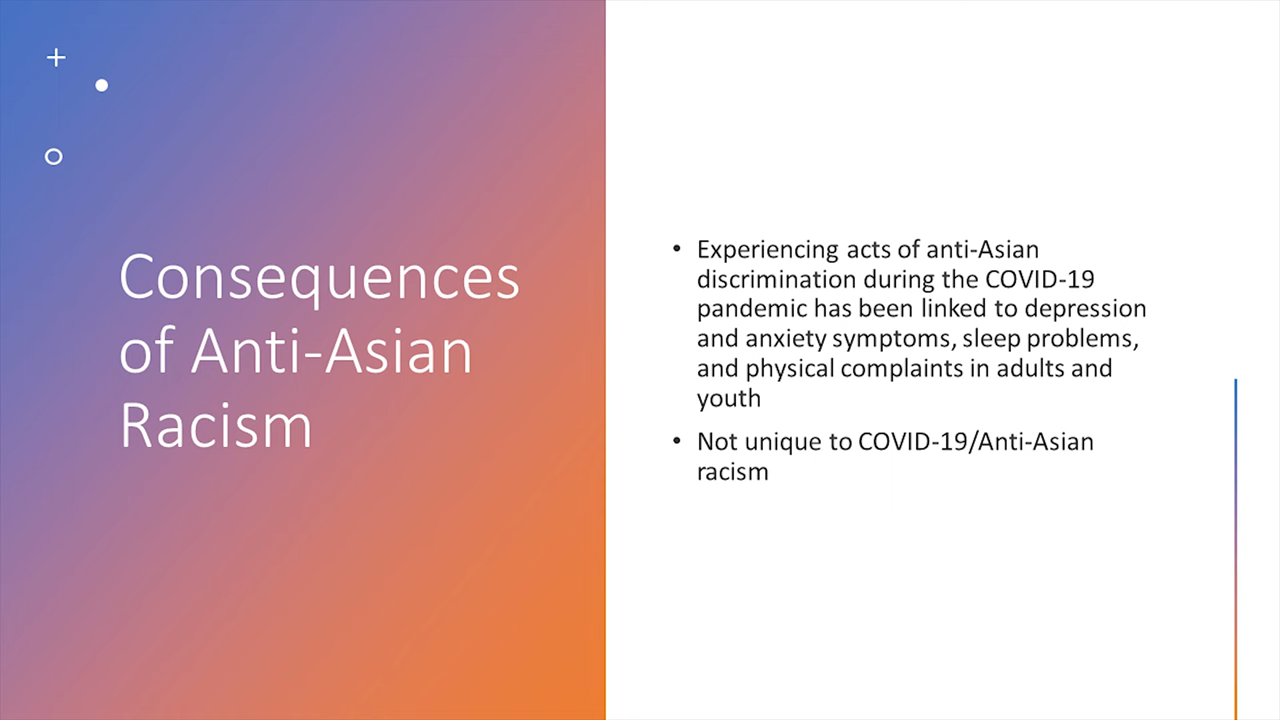 Consequences
of Anti-Asian
Racism
• Experiencing acts of anti-Asian
discrimination during the COVID-19
pandemic has been linked to depression
and anxiety symptoms, sleep problems,
and physical complaints in adults and
youth
• Not unique to COVID-19/Anti-Asian
racism